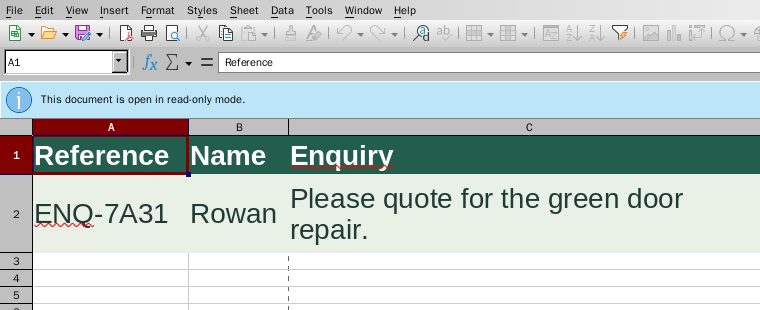 File Edit View Insert Format Styles Sheet Data Tools Window Help
A1 Reference
This document is open in read-only mode.
A B C
1 Reference Name Enquiry
2 ENQ-7A31 Rowan Please quote for the green door
repair.
3
4
5